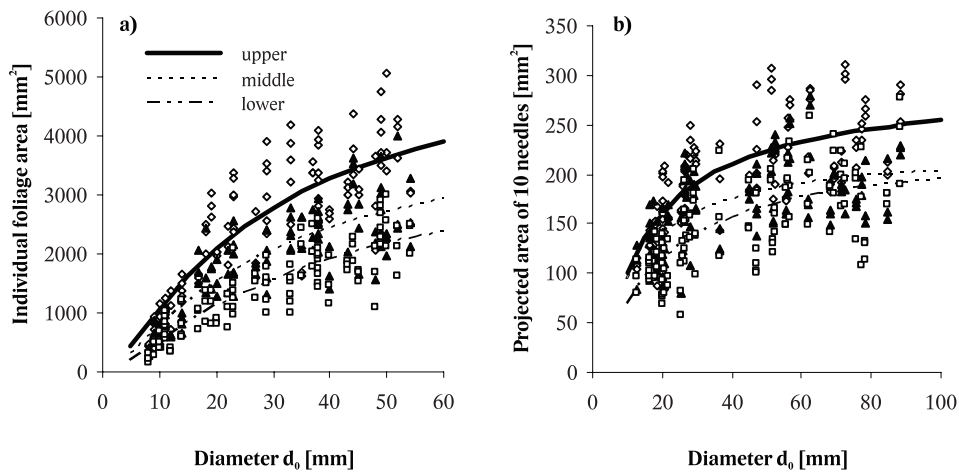 a)
Individual foliage area [mm²]
6000
5000
4000
3000
2000
1000
0
upper
middle
lower
0 10 20 30 40 50 60
Diameter d₀ [mm]
b)
Projected area of 10 needles [mm²]
350
300
250
200
150
100
50
0
0 20 40 60 80 100
Diameter d₀ [mm]